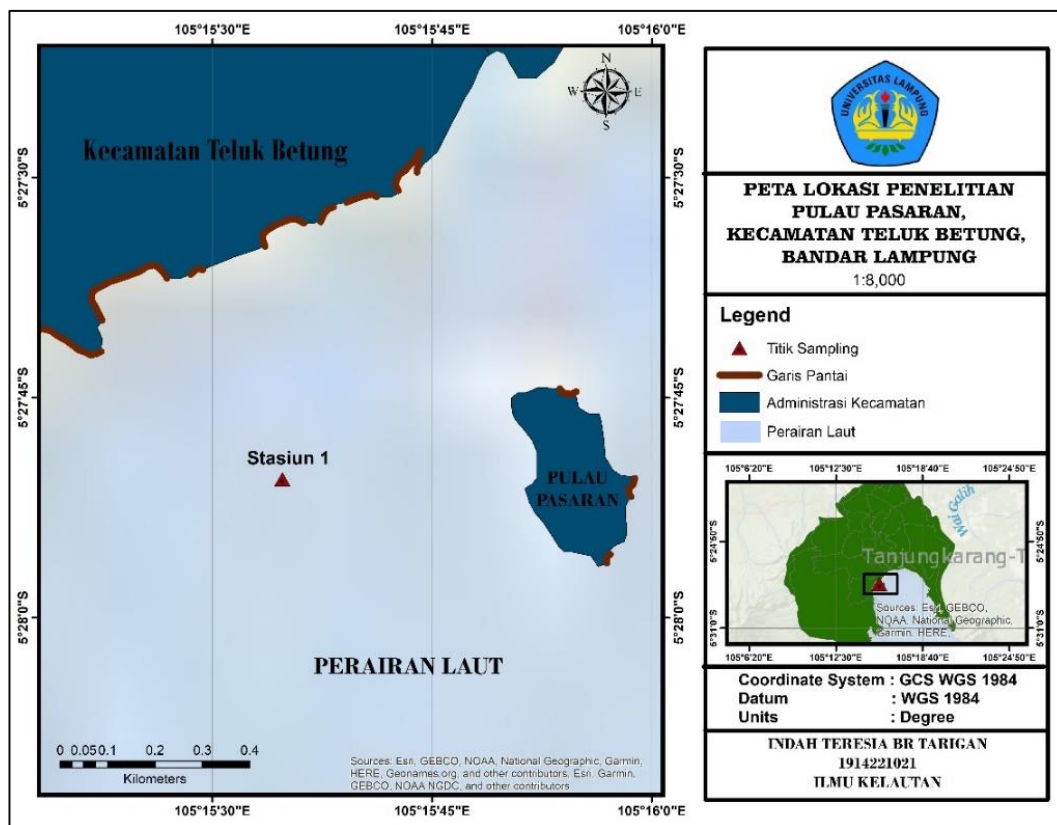 105°15'30"E 105°15'45"E 105°16'0"E
N
W E
S
Kecamatan Teluk Betung
5°27'30"S 5°27'30"S
5°27'45"S 5°27'45"S
Stasiun 1
PULAU
PASARAN
5°28'0"S 5°28'0"S
PERAIRAN LAUT
0 0.05 0.1 0.2 0.3 0.4
Kilometers
Sources: Esri, GEBCO, NOAA, National Geographic, Garmin,
HERE, Geonames.org, and other contributors, Esri, Garmin,
GEBCO, NOAA NGDC, and other contributors
105°15'30"E 105°15'45"E 105°16'0"E
UNIVERSITAS LAMPUNG
PETA LOKASI PENELITIAN
PULAU PASARAN,
KECAMATAN TELUK BETUNG,
BANDAR LAMPUNG
1:8,000
Legend
Titik Sampling
Garis Pantai
Administrasi Kecamatan
Perairan Laut
105°6'20"E 105°12'30"E 105°18'40"E 105°24'50"E
Wai Galih
5°24'50"S 5°24'50"S
Tanjungkarang-T
Sources: Esri, GEBCO,
NOAA, National Geographic,
Garmin, HERE,
5°31'0"S 5°31'0"S
105°6'20"E 105°12'30"E 105°18'40"E 105°24'50"E
Coordinate System : GCS WGS 1984
Datum : WGS 1984
Units : Degree
INDAH TERESIA BR TARIGAN
1914221021
ILMU KELAUTAN